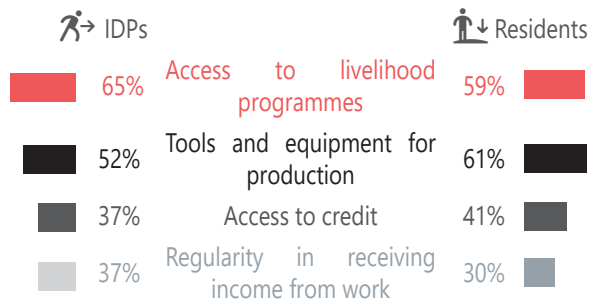 IDPs Residents
65% Access to livelihood programmes 59%
52% Tools and equipment for production 61%
37% Access to credit 41%
37% Regularity in receiving income from work 30%